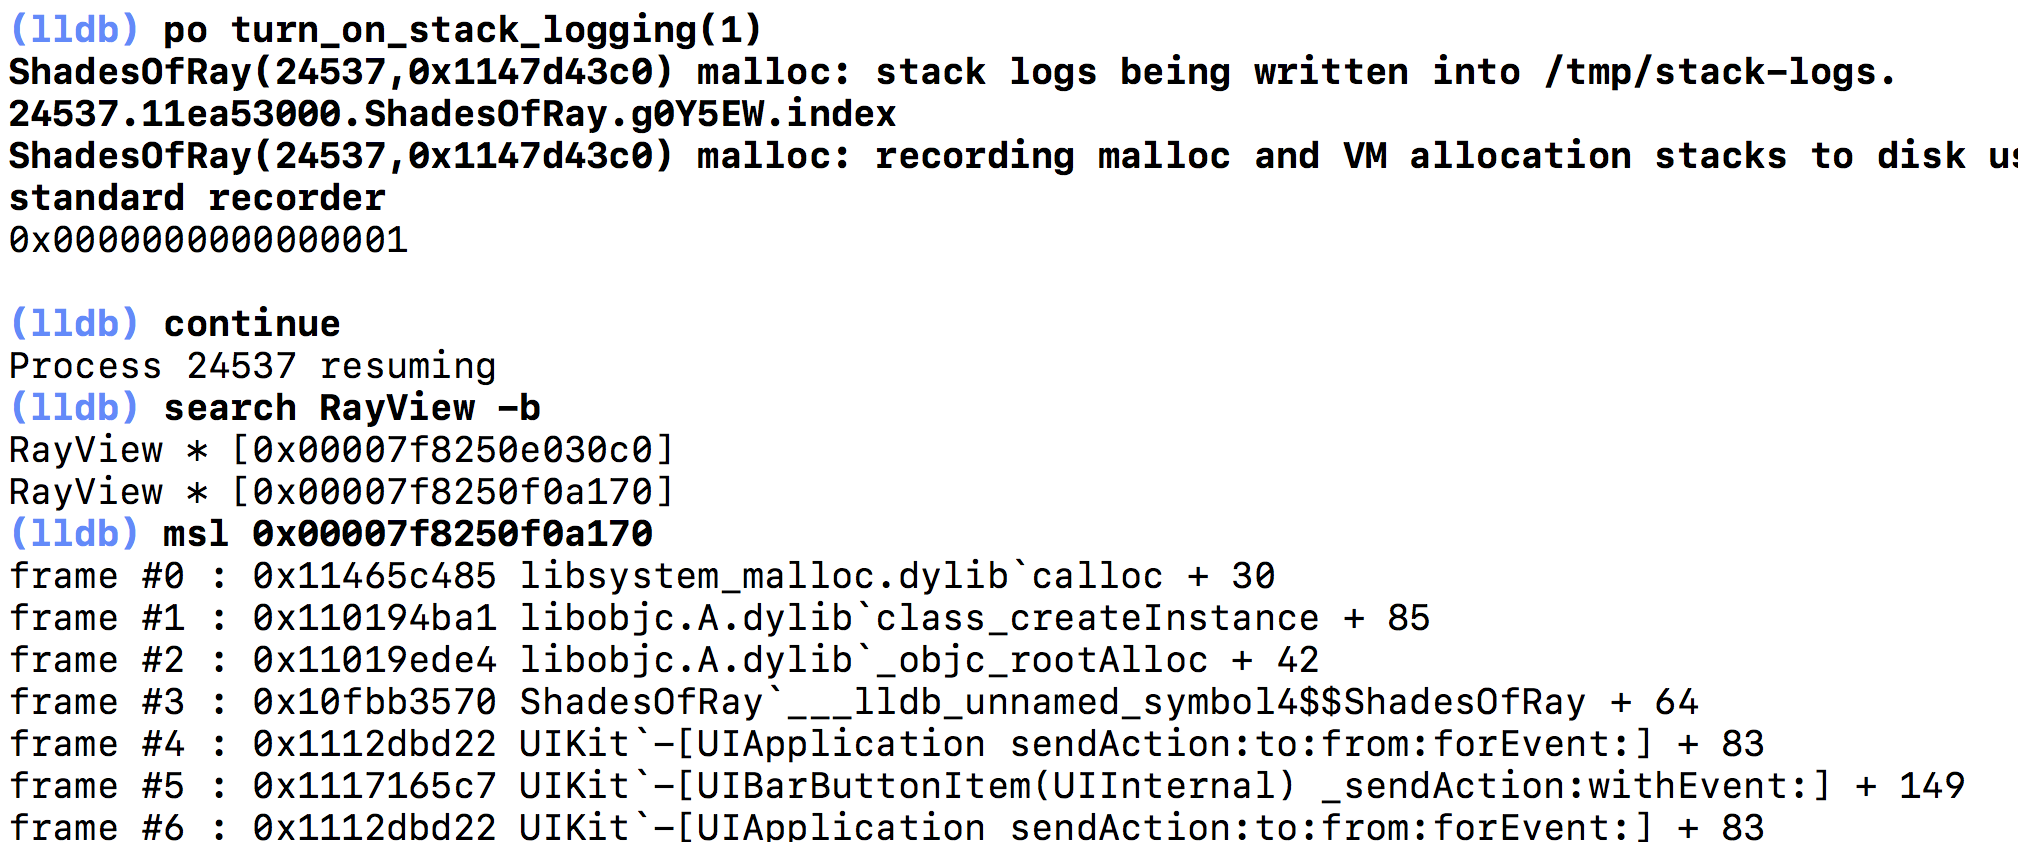 (lldb) po turn_on_stack_logging(1)
ShadesOfRay(24537,0x1147d43c0) malloc: stack logs being written into /tmp/stack-logs.
24537.11ea53000.ShadesOfRay.g0Y5EW.index
ShadesOfRay(24537,0x1147d43c0) malloc: recording malloc and VM allocation stacks to disk us
standard recorder
0x0000000000000001
(lldb) continue
Process 24537 resuming
(lldb) search RayView -b
RayView * [0x00007f8250e030c0]
RayView * [0x00007f8250f0a170]
(lldb) msl 0x00007f8250f0a170
frame #0 : 0x11465c485 libsystem_malloc.dylib`calloc + 30
frame #1 : 0x110194ba1 libobjc.A.dylib`class_createInstance + 85
frame #2 : 0x11019ede4 libobjc.A.dylib`_objc_rootAlloc + 42
frame #3 : 0x10fbb3570 ShadesOfRay`___lldb_unnamed_symbol4$$ShadesOfRay + 64
frame #4 : 0x1112dbd22 UIKit`-[UIApplication sendAction:to:from:forEvent:] + 83
frame #5 : 0x1117165c7 UIKit`-[UIBarButtonItem(UIInternal) _sendAction:withEvent:] + 149
frame #6 : 0x1112dbd22 UIKit`-[UIApplication sendAction:to:from:forEvent:] + 83